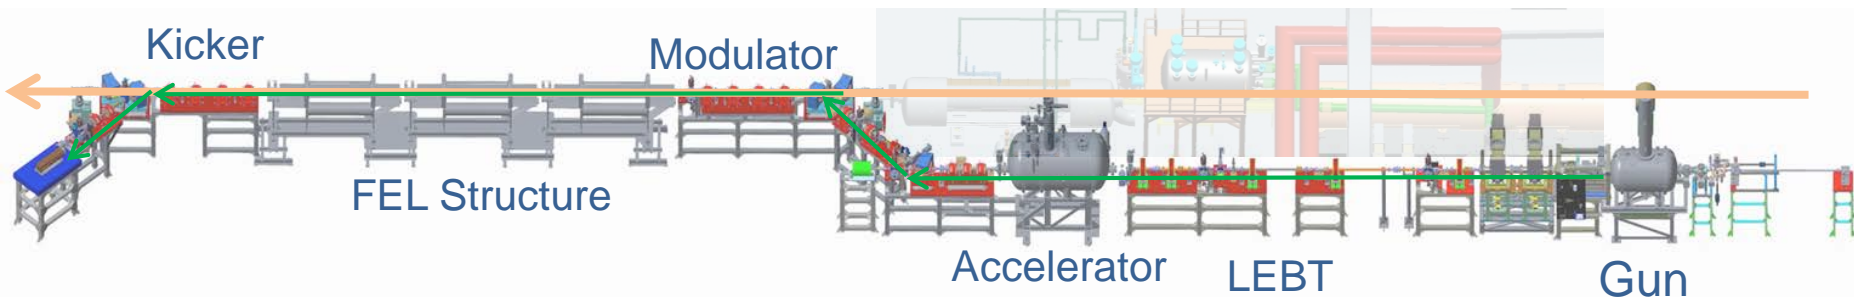 Kicker
Modulator
FEL Structure
Accelerator
LEBT
Gun